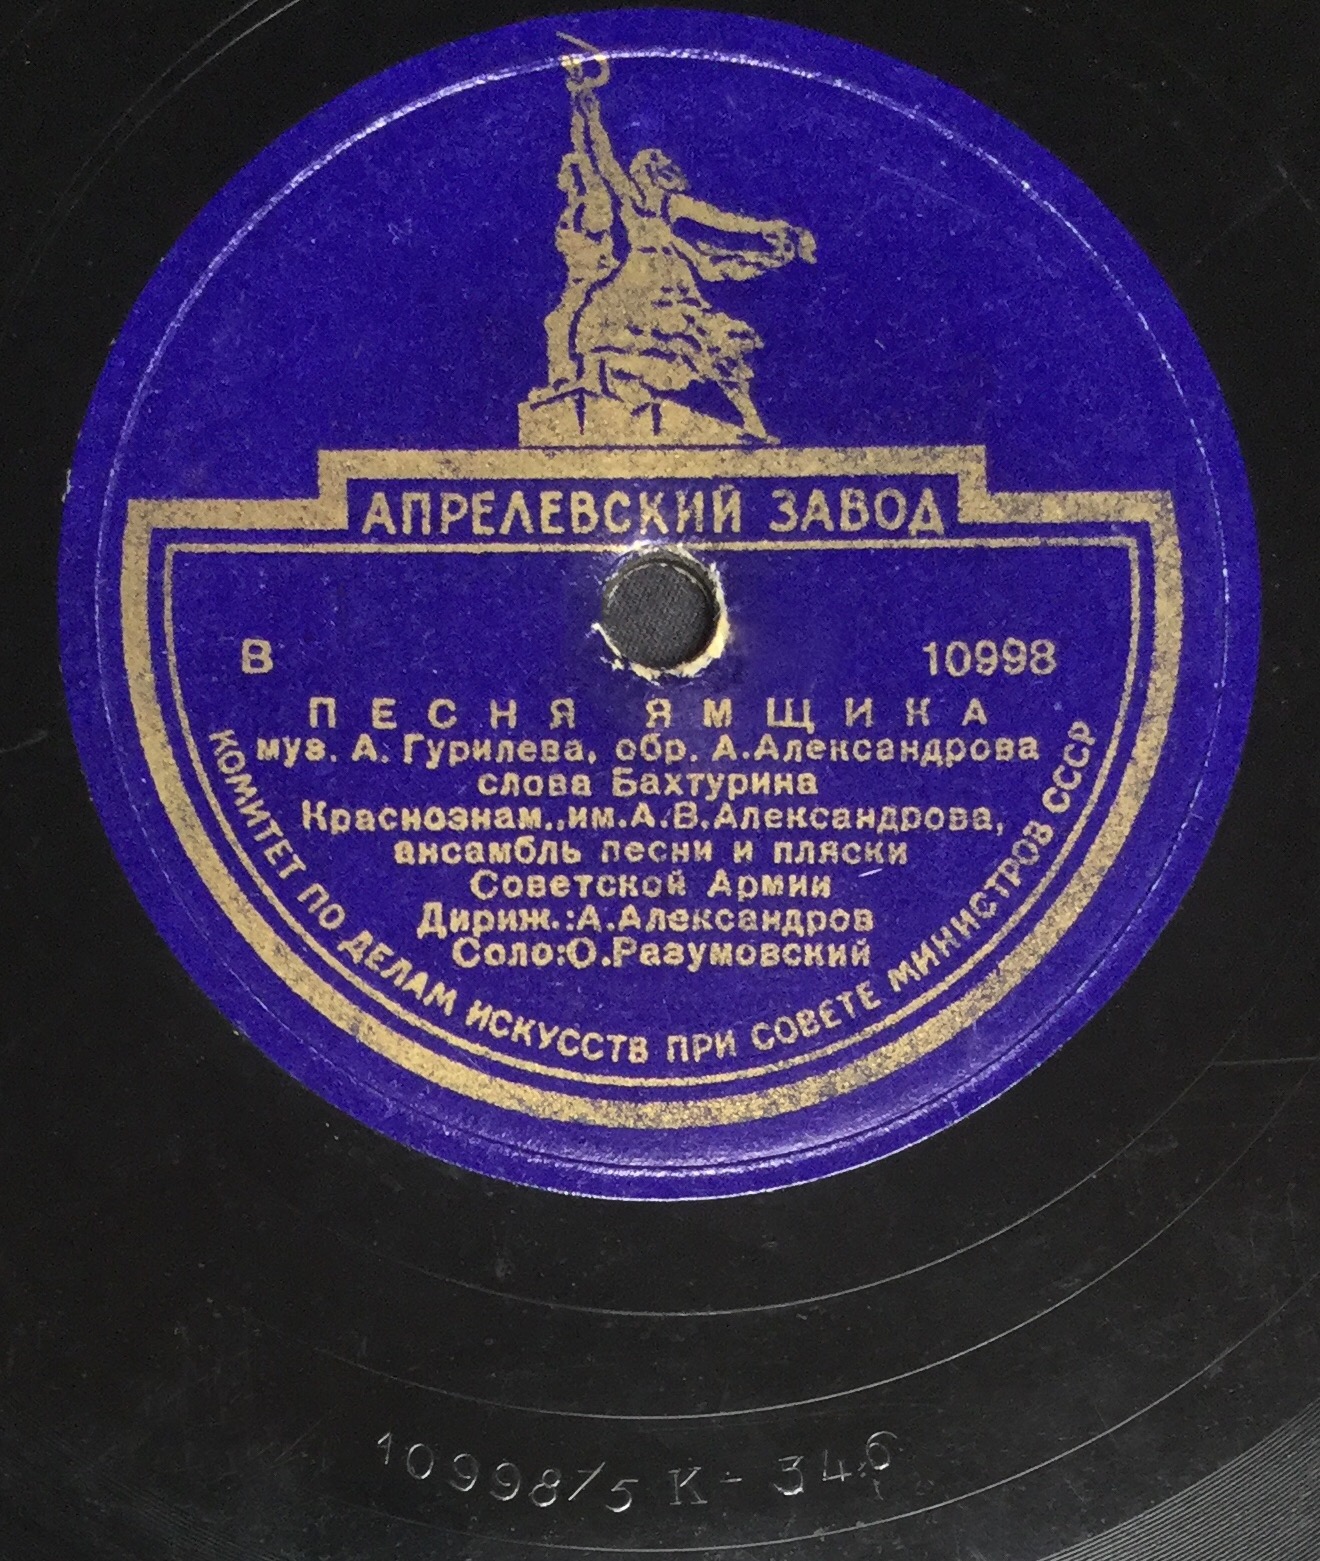 АПРЕЛЕВСКИЙ ЗАВОД
В 10998
ПЕСНЯ ЯМЩИКА
муз. А. Гурилева, обр. А.Александрова
слова Бахтурина
Краснознам.,им.А.В.Александрова,
ансамбль песни и пляски
Советской Армии
Дириж.:А.Александров
Соло:О.Разумовский
КОМИТЕТ ПО ДЕЛАМ ИСКУССТВ ПРИ СОВЕТЕ МИНИСТРОВ СССР
10998/5 К- 346